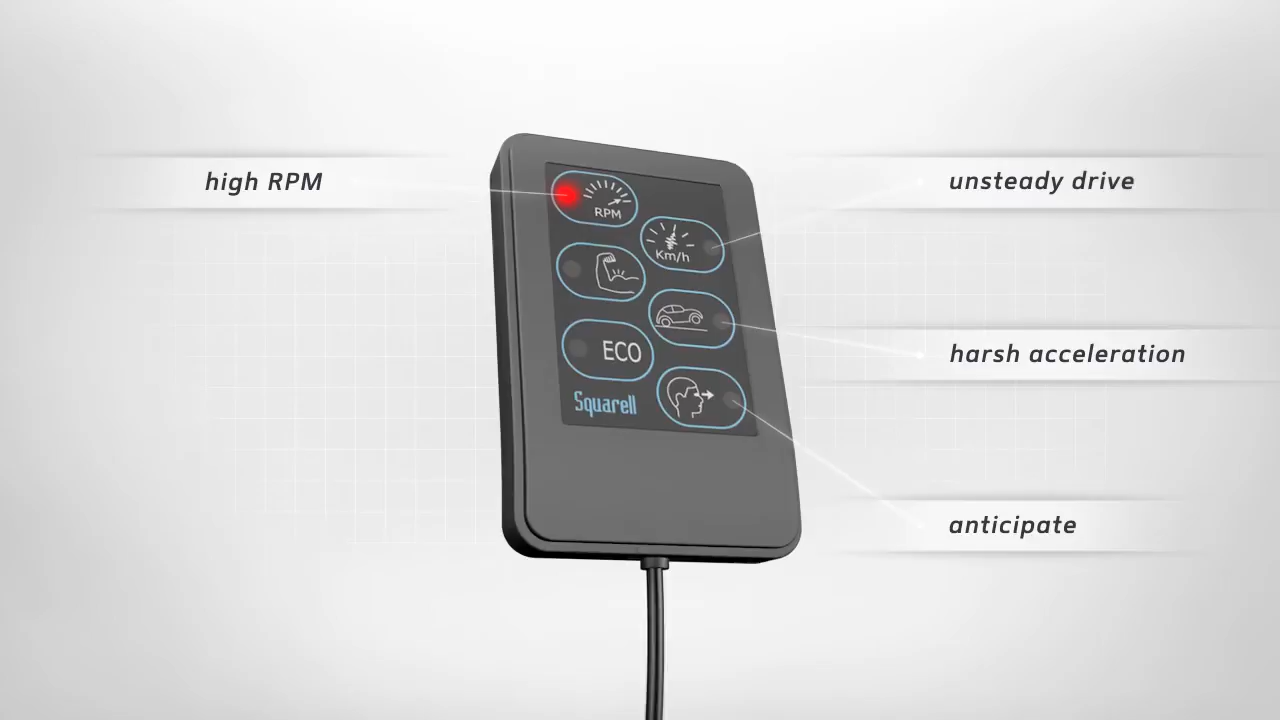 high RPM
unsteady drive
harsh acceleration
anticipate
RPM
Km/h
ECO
Squarell